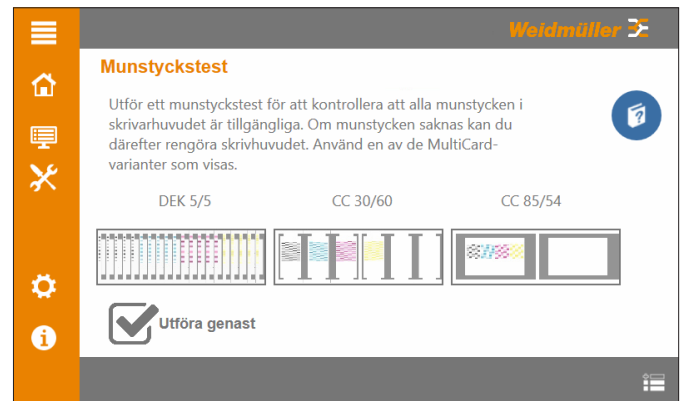 Weidmüller
Munstyckstest
Utför ett munstyckstest för att kontrollera att alla munstycken i
skrivarhuvudet är tillgängliga. Om munstycken saknas kan du
därefter rengöra skrivhuvudet. Använd en av de MultiCard-
varianter som visas.
DEK 5/5 CC 30/60 CC 85/54
Utföra genast